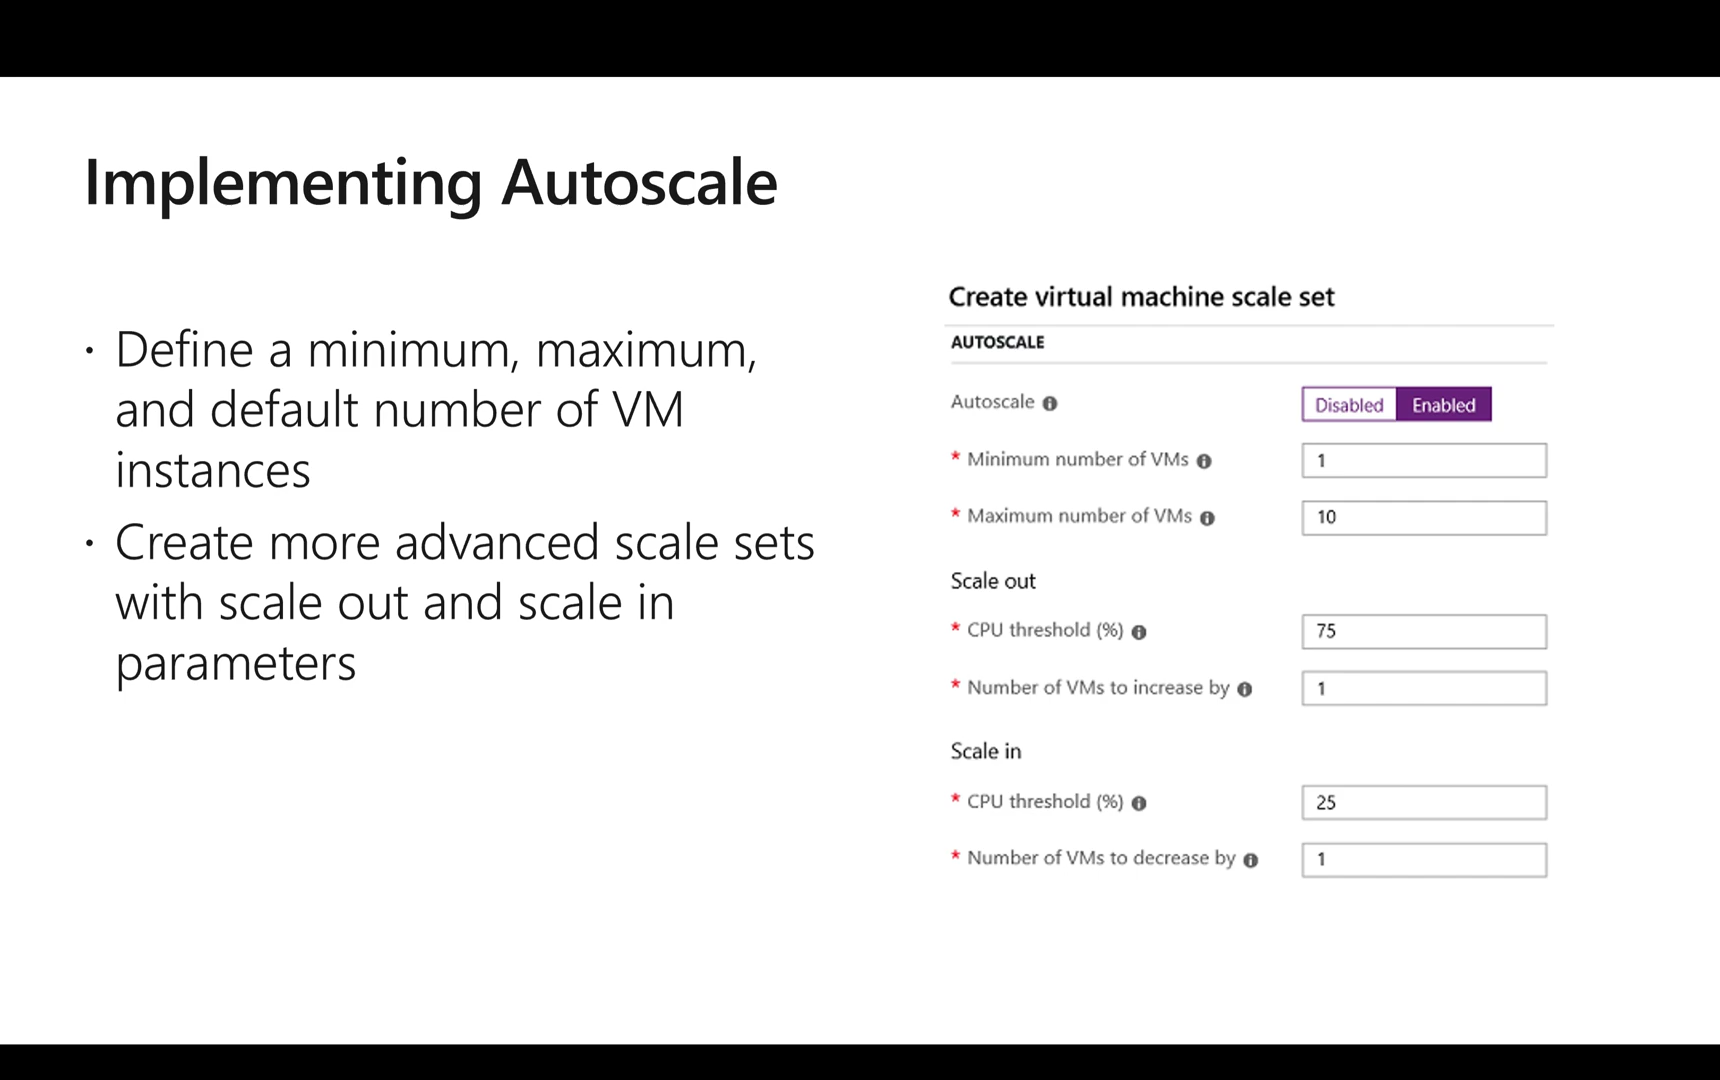 Implementing Autoscale
· Define a minimum, maximum,
and default number of VM
instances
· Create more advanced scale sets
with scale out and scale in
parameters
Create virtual machine scale set
AUTOSCALE
Autoscale
Disabled Enabled
* Minimum number of VMs 1
* Maximum number of VMs 10
Scale out
* CPU threshold (%) 75
* Number of VMs to increase by 1
Scale in
* CPU threshold (%) 25
* Number of VMs to decrease by 1